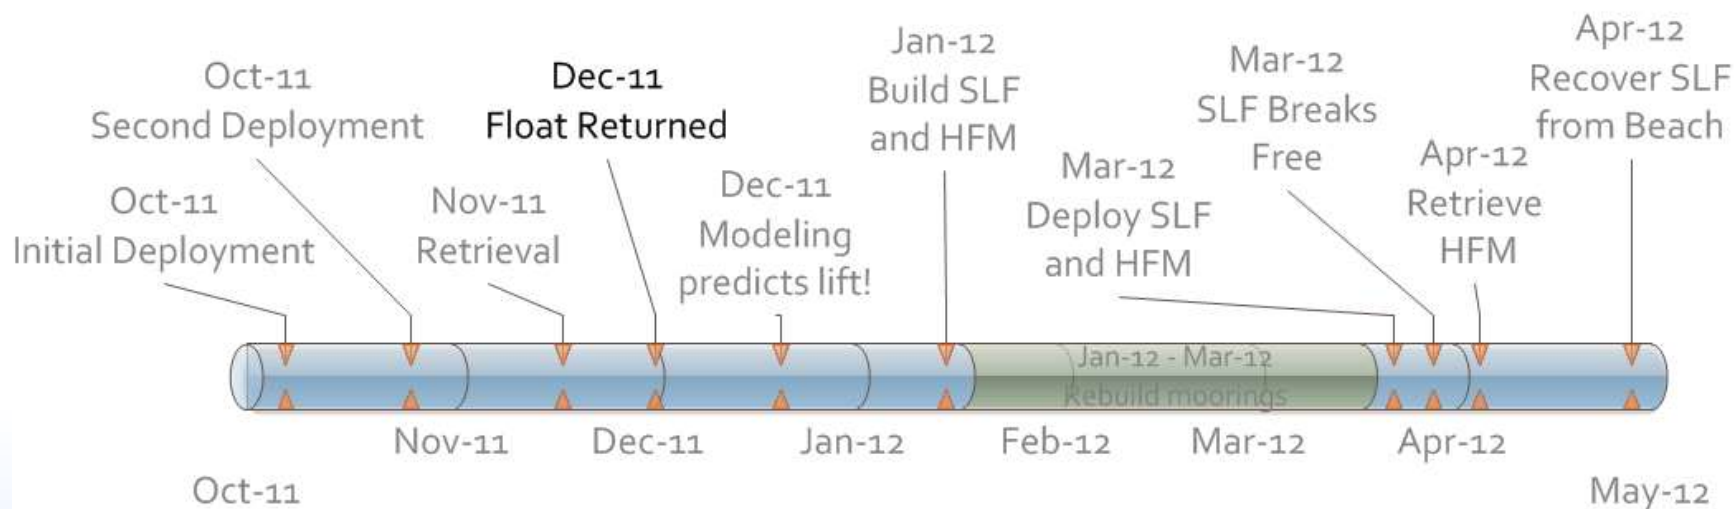 Oct-11
Initial Deployment
Oct-11
Second Deployment
Nov-11
Retrieval
Dec-11
Float Returned
Dec-11
Modeling
predicts lift!
Jan-12
Build SLF
and HFM
Mar-12
Deploy SLF
and HFM
Mar-12
SLF Breaks
Free
Apr-12
Retrieve
HFM
Apr-12
Recover SLF
from Beach
Jan-12 - Mar-12
Rebuild moorings
Oct-11
Nov-11
Dec-11
Jan-12
Feb-12
Mar-12
Apr-12
May-12